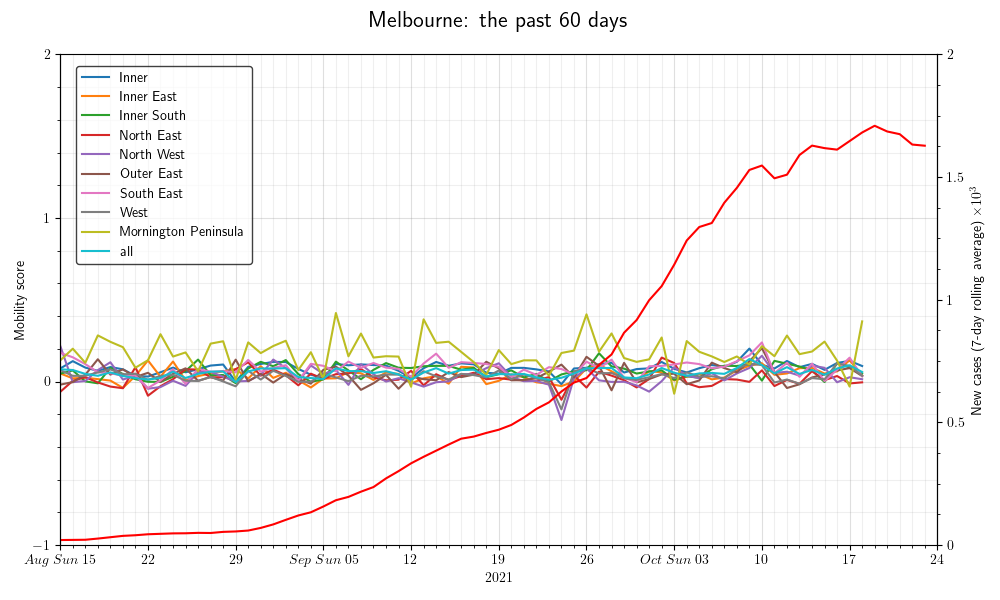 Melbourne: the past 60 days
2
1
0
−1
Mobility score
Inner
Inner East
Inner South
North East
North West
Outer East
South East
West
Mornington Peninsula
all
2
1.5
1
0.5
0
New cases (7-day rolling average) ×10³
Aug Sun 15
22
29
Sep Sun 05
12
19
26
Oct Sun 03
10
17
24
2021